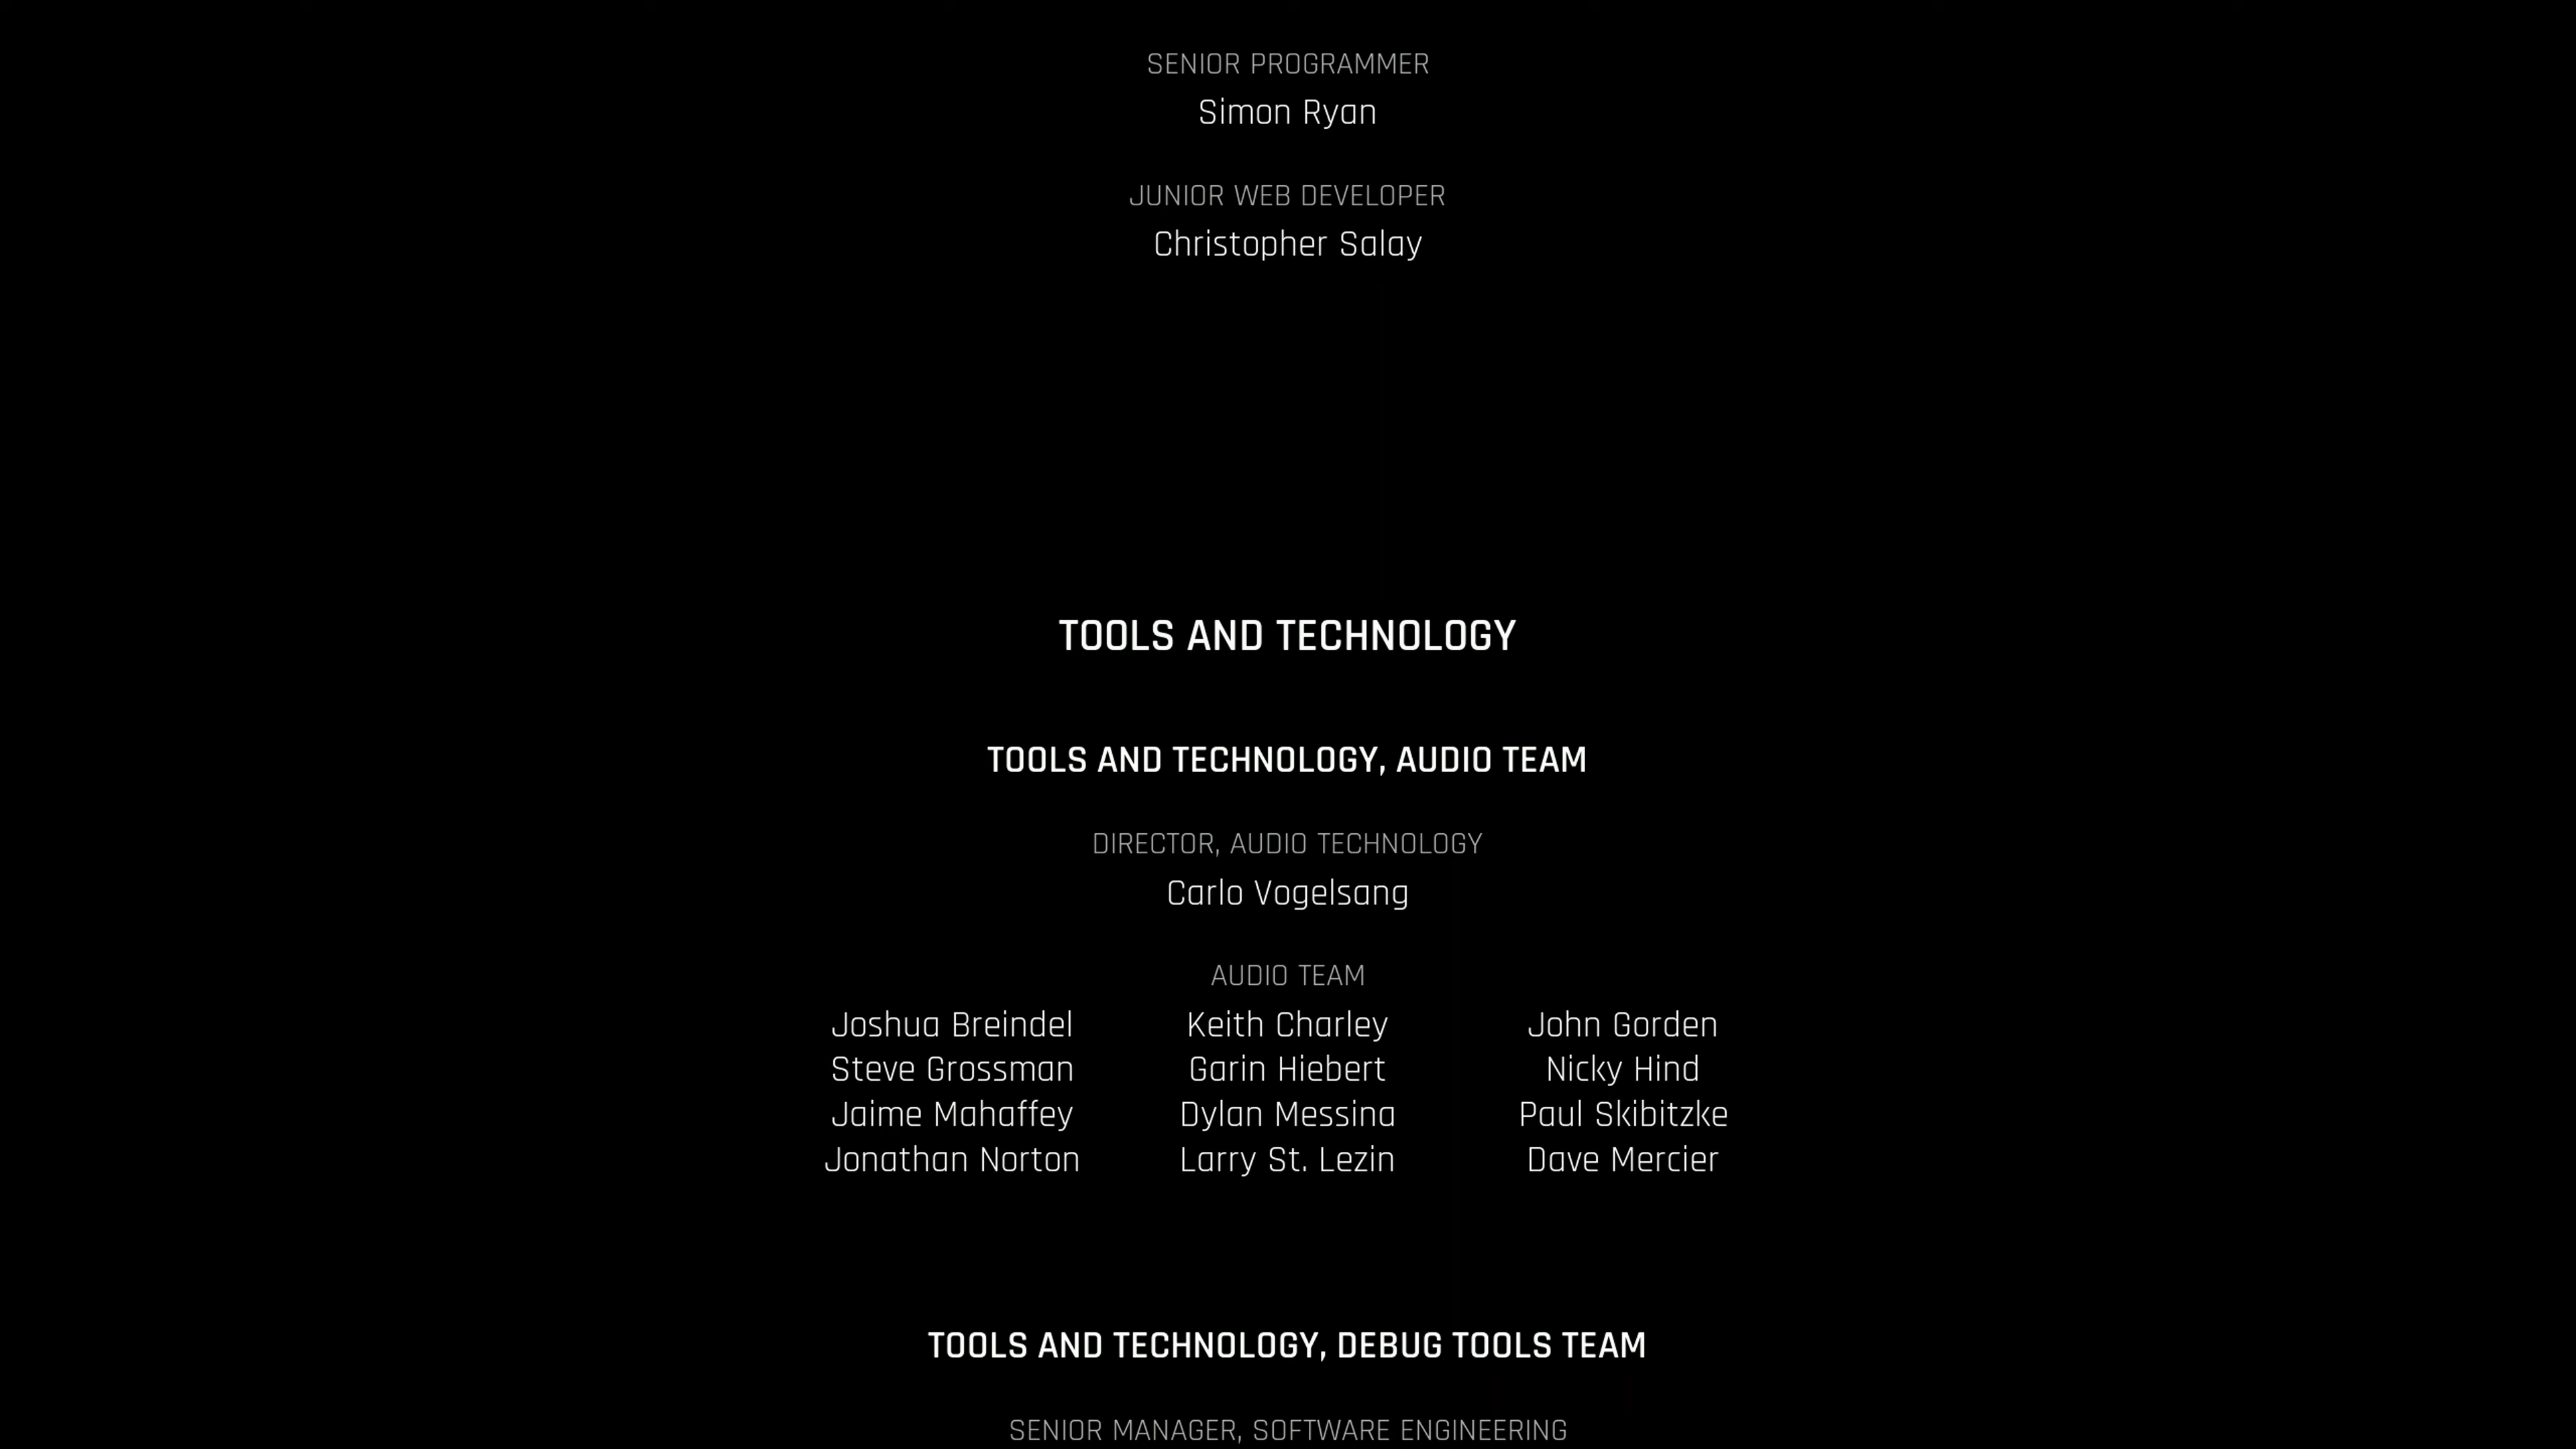 SENIOR PROGRAMMER
Simon Ryan
JUNIOR WEB DEVELOPER
Christopher Salay
TOOLS AND TECHNOLOGY
TOOLS AND TECHNOLOGY, AUDIO TEAM
DIRECTOR, AUDIO TECHNOLOGY
Carlo Vogelsang
AUDIO TEAM
Joshua Breindel Keith Charley John Gorden
Steve Grossman Garin Hiebert Nicky Hind
Jaime Mahaffey Dylan Messina Paul Skibitzke
Jonathan Norton Larry St. Lezin Dave Mercier
TOOLS AND TECHNOLOGY, DEBUG TOOLS TEAM
SENIOR MANAGER, SOFTWARE ENGINEERING